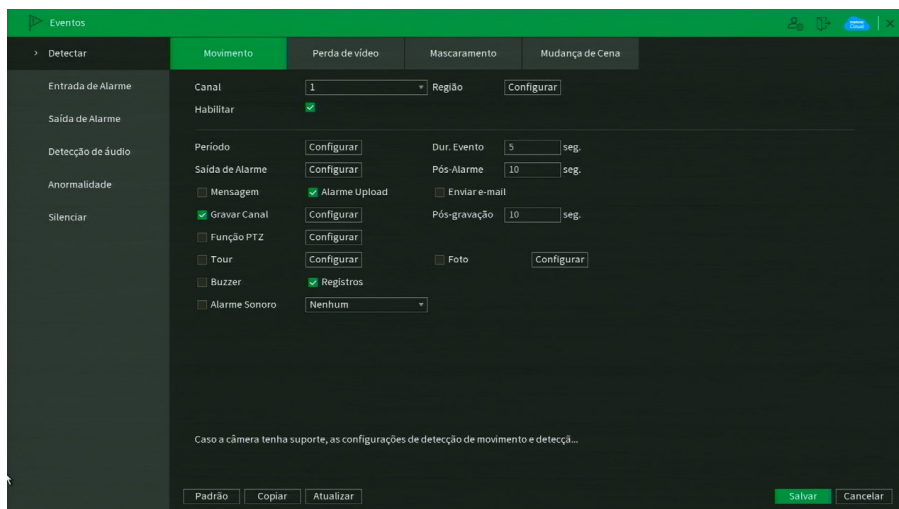 Eventos
Detectar
Movimento Perda de vídeo Mascaramento Mudança de Cena
Entrada de Alarme
Saída de Alarme
Detecção de áudio
Anormalidade
Silenciar
Canal 1 Região Configurar
Habilitar
Período Configurar Dur. Evento 5 seg.
Saída de Alarme Configurar Pós-Alarme 10 seg.
Mensagem Alarme Upload Enviar e-mail
Gravar Canal Configurar Pós-gravação 10 seg.
Função PTZ Configurar
Tour Configurar Foto Configurar
Buzzer Registros
Alarme Sonoro Nenhum
Caso a câmera tenha suporte, as configurações de detecção de movimento e detecçã...
Padrão Copiar Atualizar Salvar Cancelar